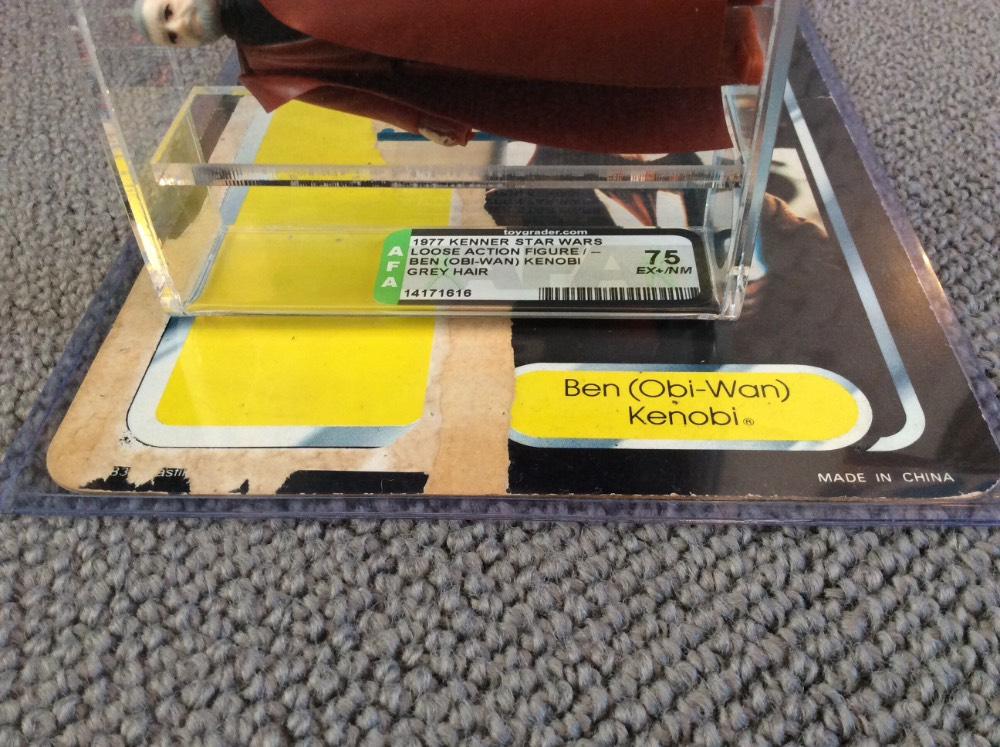 toygrader.com
AFA
1977 KENNER STAR WARS
LOOSE ACTION FIGURE / –
BEN (OBI-WAN) KENOBI
GREY HAIR
14171616
75
EX+/NM
Ben (Obi-Wan)
Kenobi®
MADE IN CHINA